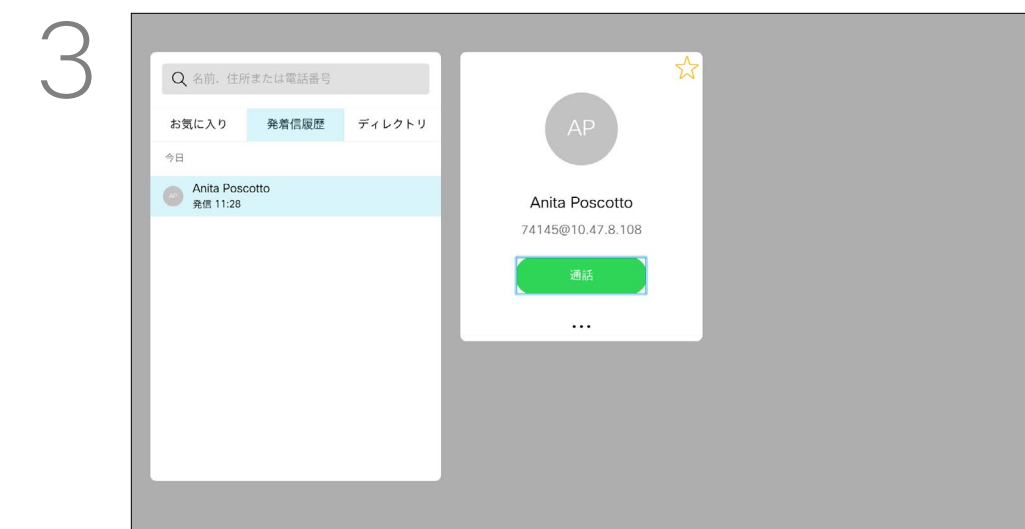 3
名前、住所または電話番号
お気に入り 発着信履歴 ディレクトリ
今日
AP
Anita Poscotto
発信 11:28
AP
Anita Poscotto
74145@10.47.8.108
通話
...